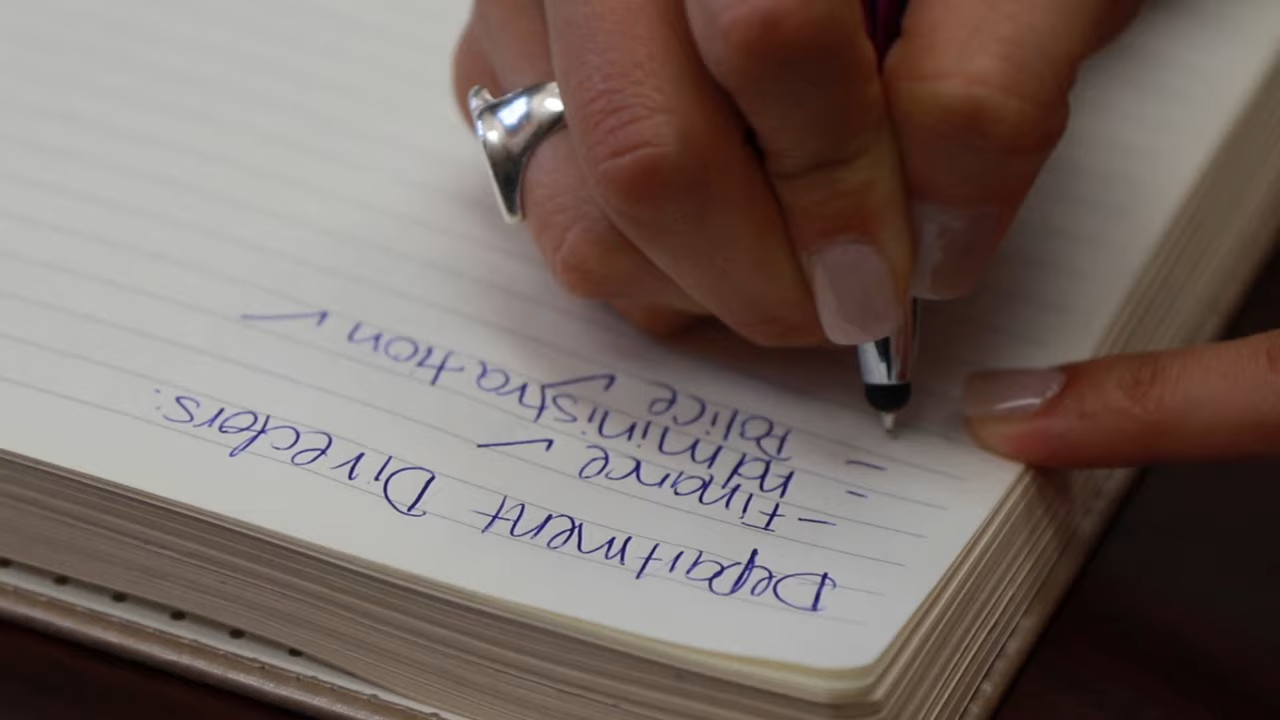 Department Directors:
- Finance ✓
- Administration ✓
- Police ✓